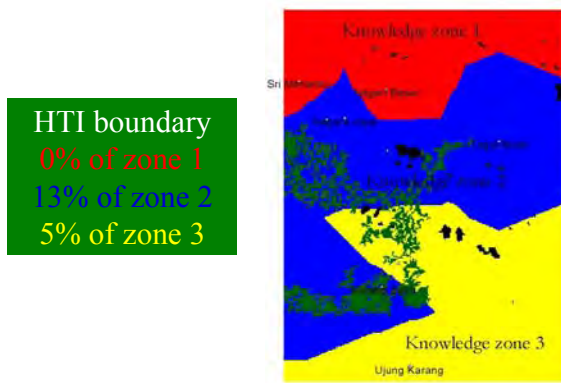 HTI boundary
0% of zone 1
13% of zone 2
5% of zone 3
Knowledge zone 1
Sri
Knowledge zone 2
Knowledge zone 3
Ujung Karang